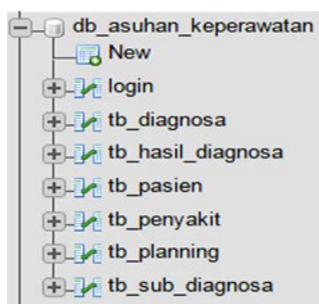 db_asuhan_keperawatan
New
login
tb_diagnosa
tb_hasil_diagnosa
tb_pasien
tb_penyakit
tb_planning
tb_sub_diagnosa